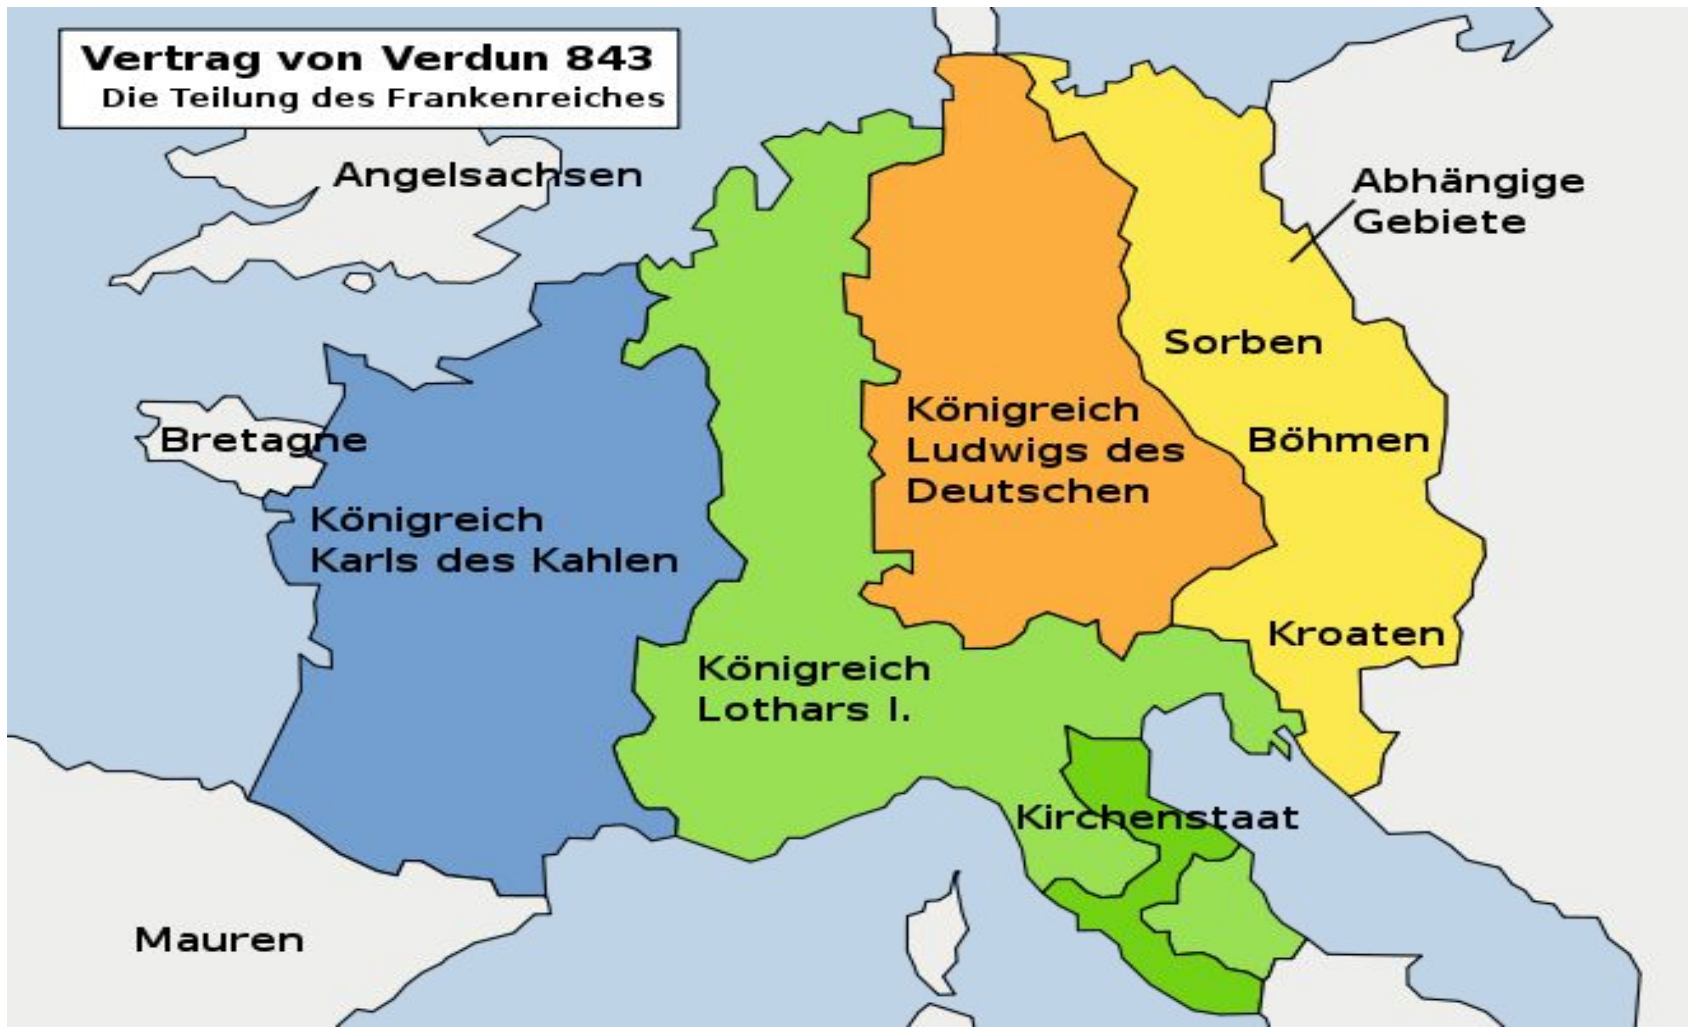 Vertrag von Verdun 843
Die Teilung des Frankenreiches
Angelsachsen
Abhängige
Gebiete
Sorben
Königreich
Ludwigs des
Deutschen
Böhmen
Bretagne
Königreich
Karls des Kahlen
Kroaten
Königreich
Lothars I.
Kirchenstaat
Mauren